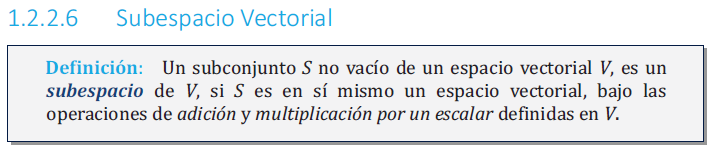 1.2.2.6 Subespacio Vectorial
Definición: Un subconjunto S no vacío de un espacio vectorial V, es un
subespacio de V, si S es en sí mismo un espacio vectorial, bajo las
operaciones de adición y multiplicación por un escalar definidas en V.